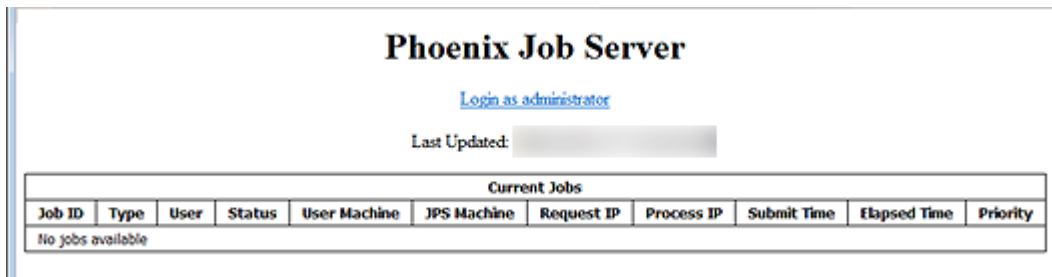 Phoenix Job Server
Login as administrator
Last Updated:
Current Jobs
Job ID Type User Status User Machine JPS Machine Request IP Process IP Submit Time Elapsed Time Priority
No jobs available